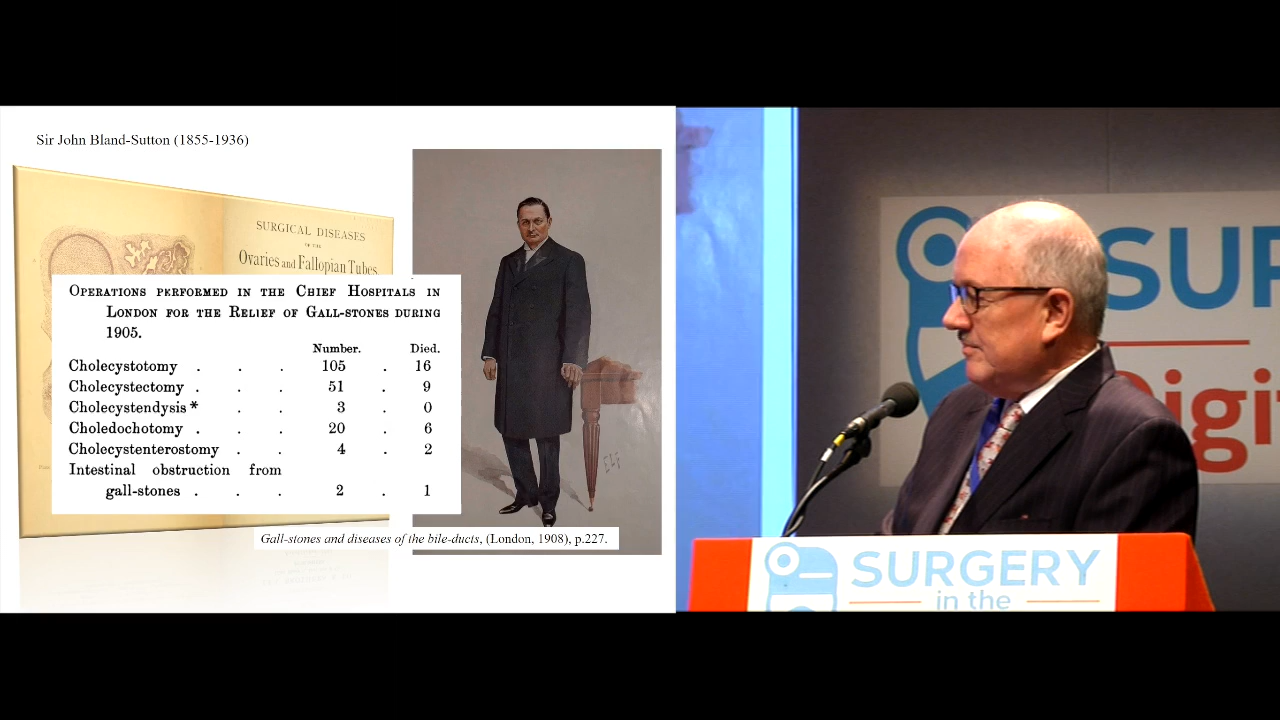 Sir John Bland-Sutton (1855-1936)
SURGICAL DISEASES
OF THE
Ovaries and Fallopian Tubes.
OPERATIONS PERFORMED IN THE CHIEF HOSPITALS IN
LONDON FOR THE RELIEF OF GALL-STONES DURING
1905.
Number. Died.
Cholecystotomy . . . 105 . 16
Cholecystectomy . . . 51 . 9
Cholecystendysis * . . 3 . 0
Choledochotomy . . . 20 . 6
Cholecystenterostomy . . 4 . 2
Intestinal obstruction from
gall-stones . . . 2 . 1
ELF
Gall-stones and diseases of the bile-ducts, (London, 1908), p.227.
SUR
Digi
SURGERY
in the